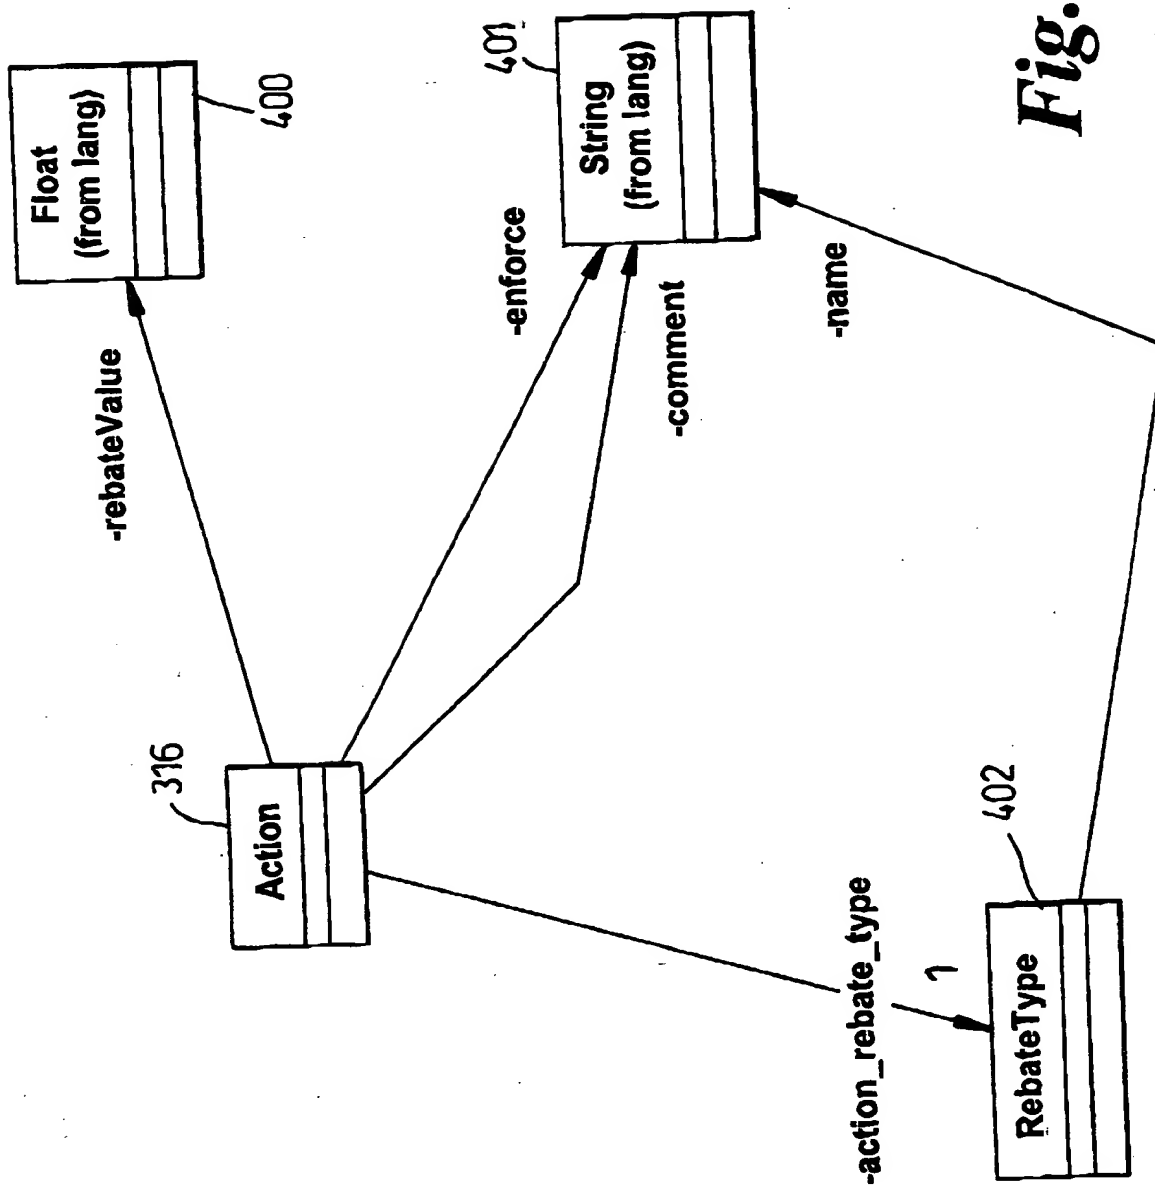 Float
(from lang)
400
-rebateValue
401
String
(from lang)
-enforce
-comment
-name
316
Action
402
RebateType
-action_rebate_type
1
Fig.